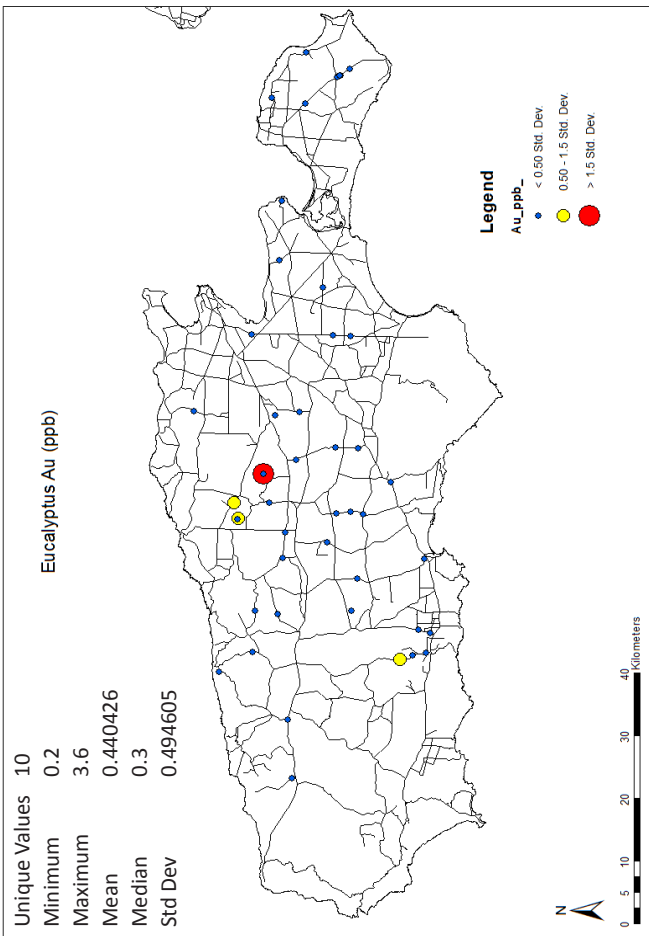 Unique Values 10
Minimum 0.2
Maximum 3.6
Mean 0.440426
Median 0.3
Std Dev 0.494605
Eucalyptus Au (ppb)
Legend
Au_ppb_
< 0.50 Std. Dev.
0.50 - 1.5 Std. Dev.
> 1.5 Std. Dev.
N
0 5 10 20 30 40
Kilometers